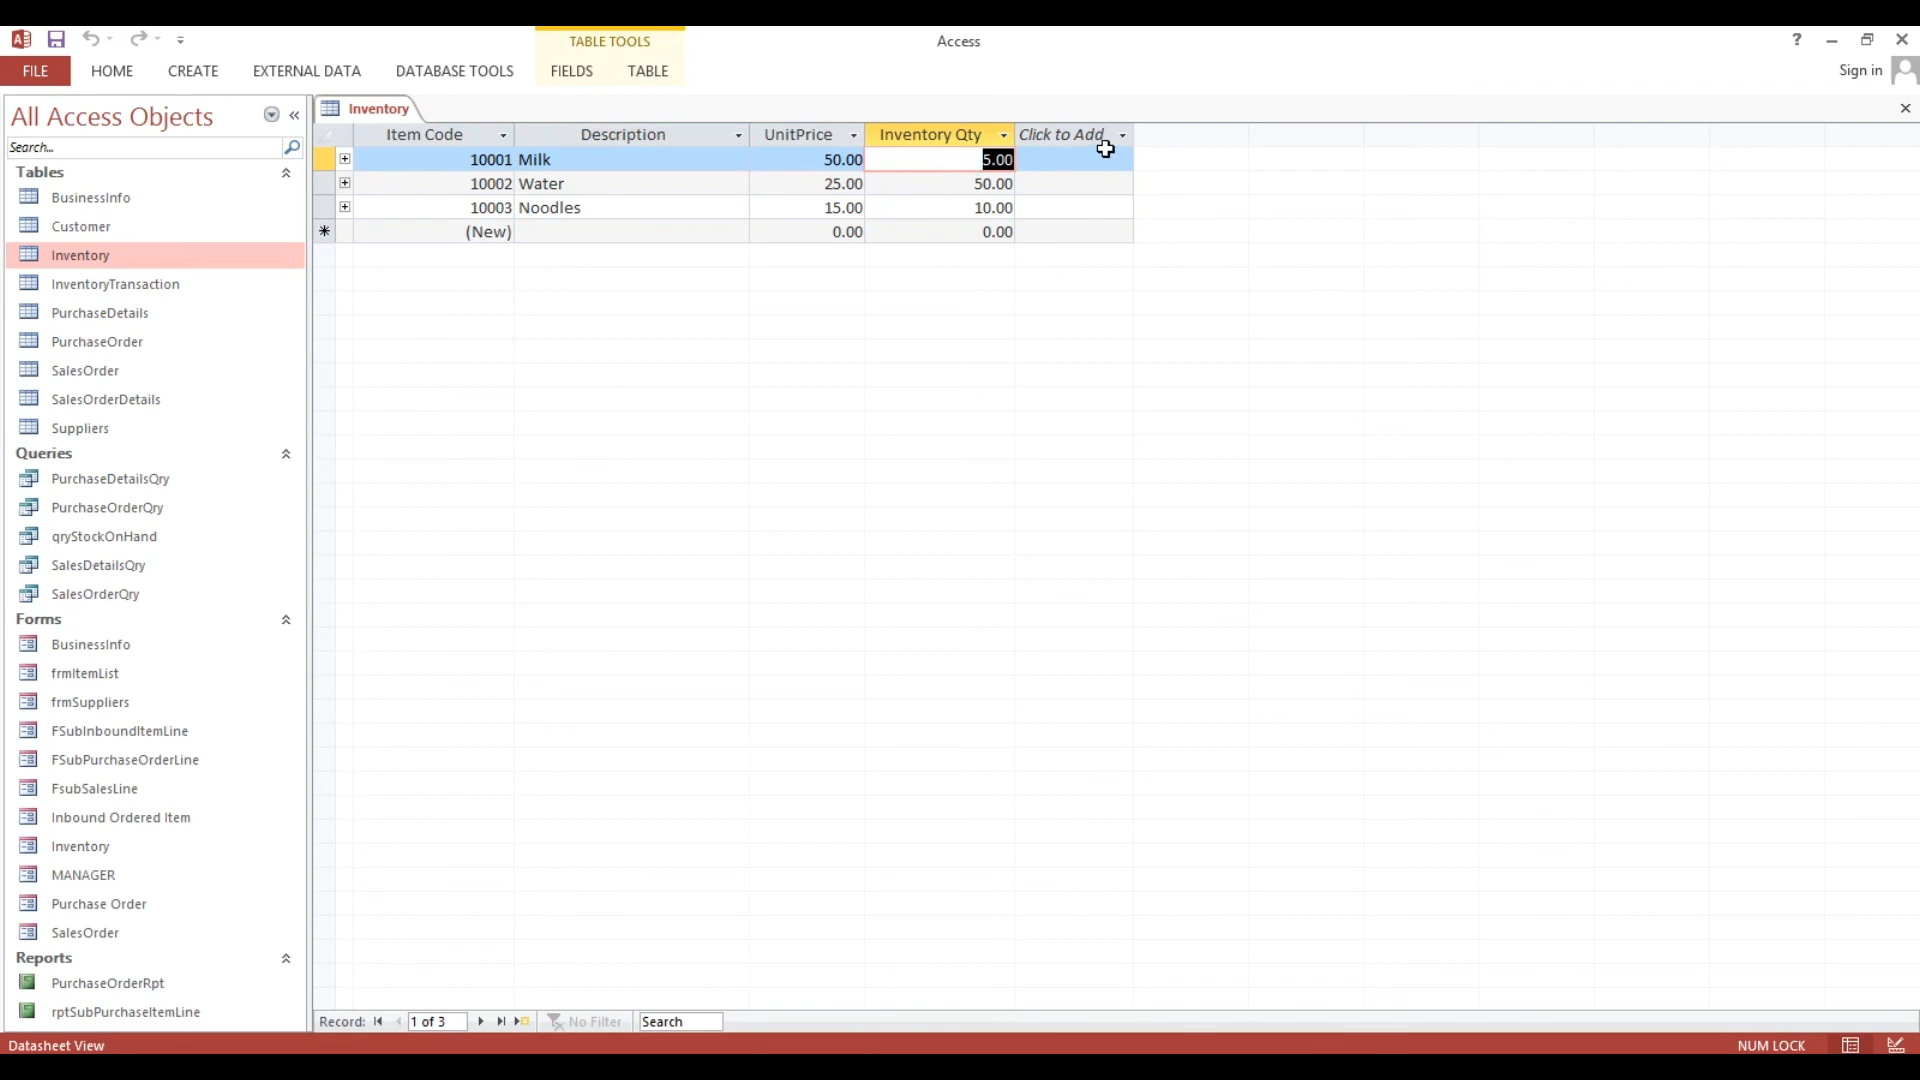 TABLE TOOLS
Access
?
FILE HOME CREATE EXTERNAL DATA DATABASE TOOLS FIELDS TABLE
Sign in
All Access Objects
Search...
Tables
BusinessInfo
Customer
Inventory
InventoryTransaction
PurchaseDetails
PurchaseOrder
SalesOrder
SalesOrderDetails
Suppliers
Queries
PurchaseDetailsQry
PurchaseOrderQry
qryStockOnHand
SalesDetailsQry
SalesOrderQry
Forms
BusinessInfo
frmItemList
frmSuppliers
FSubInboundItemLine
FSubPurchaseOrderLine
FsubSalesLine
Inbound Ordered Item
Inventory
MANAGER
Purchase Order
SalesOrder
Reports
PurchaseOrderRpt
rptSubPurchaseItemLine
Inventory
Item Code Description UnitPrice Inventory Qty Click to Add
10001 Milk 50.00 5.00
10002 Water 25.00 50.00
10003 Noodles 15.00 10.00
(New) 0.00 0.00
Record: 1 of 3 No Filter Search
Datasheet View
NUM LOCK